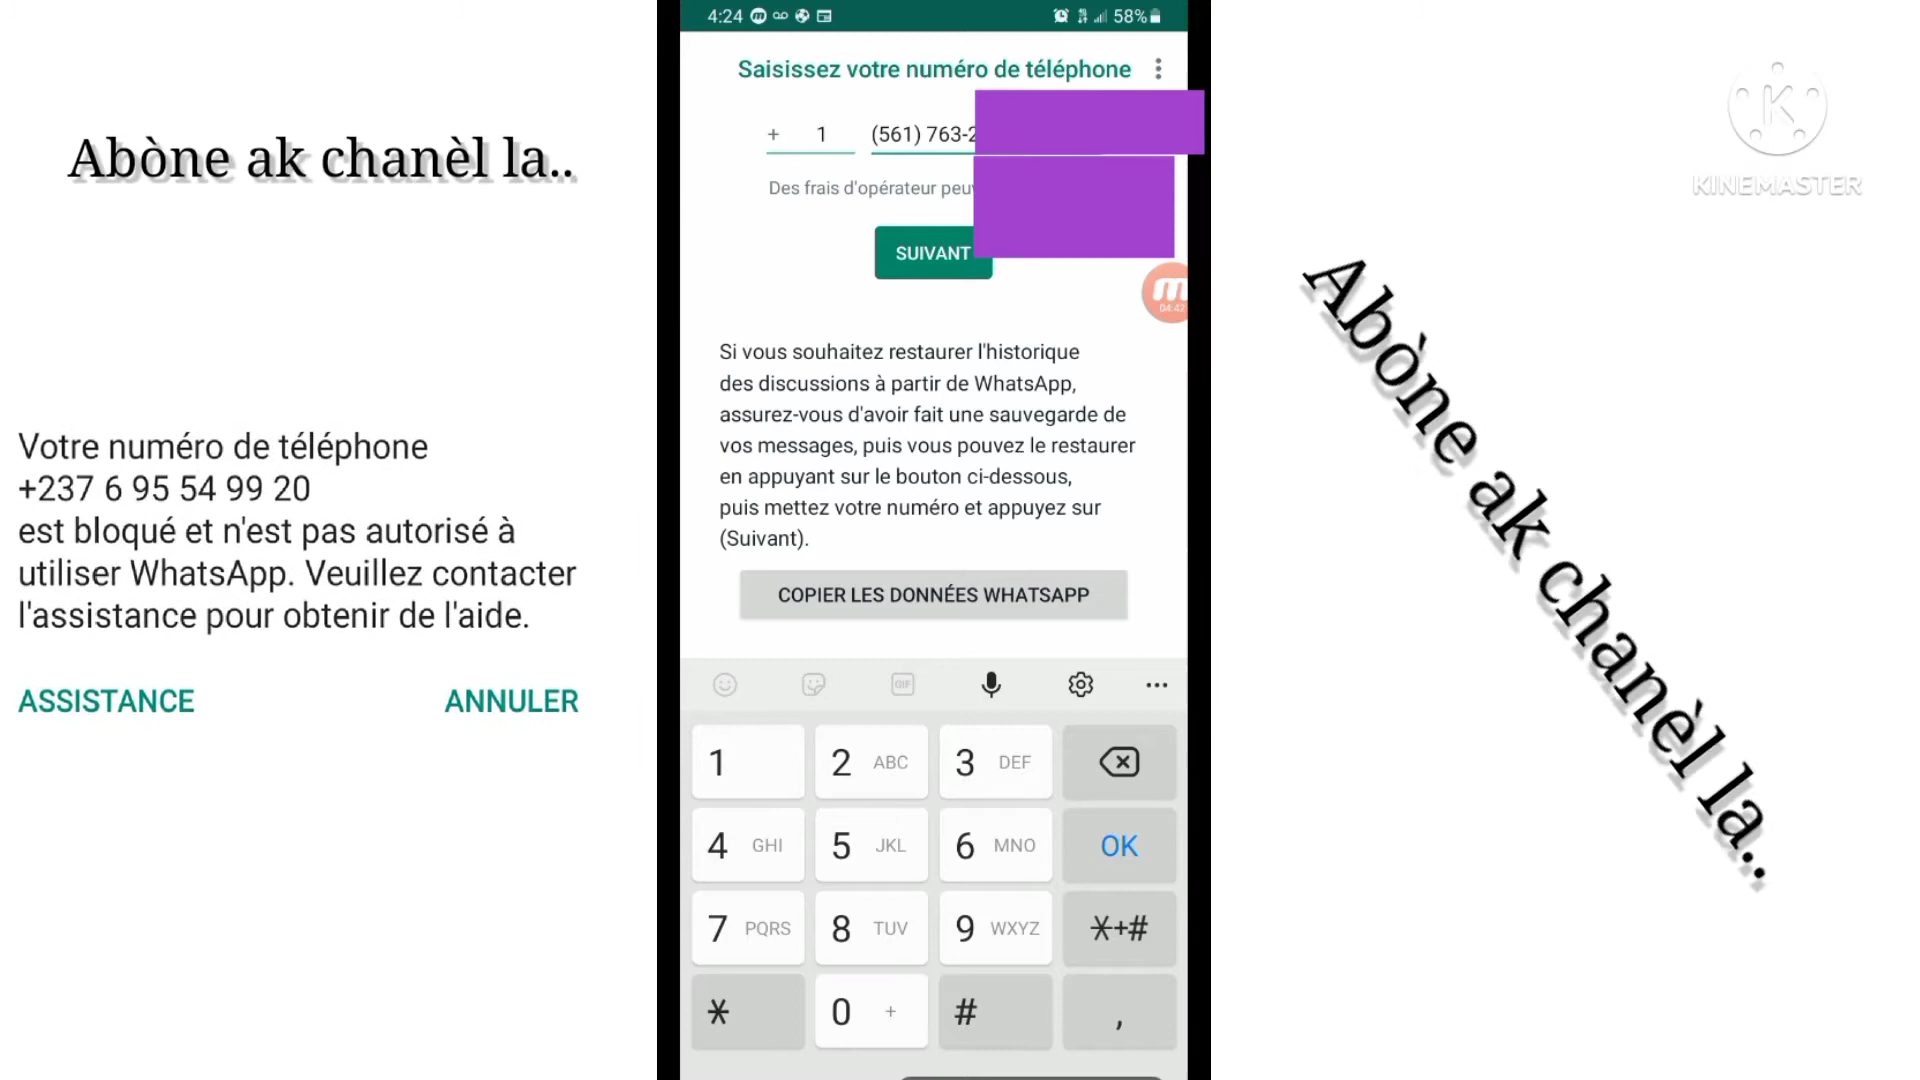 Abòne ak chanèl la..
Votre numéro de téléphone
+237 6 95 54 99 20
est bloqué et n'est pas autorisé à
utiliser WhatsApp. Veuillez contacter
l'assistance pour obtenir de l'aide.
ASSISTANCE
ANNULER
4:24
58%
Saisissez votre numéro de téléphone
+ 1 (561) 763-2
Des frais d'opérateur
SUIVANT
04:42
Si vous souhaitez restaurer l'historique
des discussions à partir de WhatsApp,
assurez-vous d'avoir fait une sauvegarde de
vos messages, puis vous pouvez le restaurer
en appuyant sur le bouton ci-dessous,
puis mettez votre numéro et appuyez sur
(Suivant).
COPIER LES DONNÉES WHATSAPP
GIF
1 2 ABC 3 DEF
4 GHI 5 JKL 6 MNO OK
7 PQRS 8 TUV 9 WXYZ *+#
* 0 + # ,
KINEMASTER
Abòne ak chanèl la..